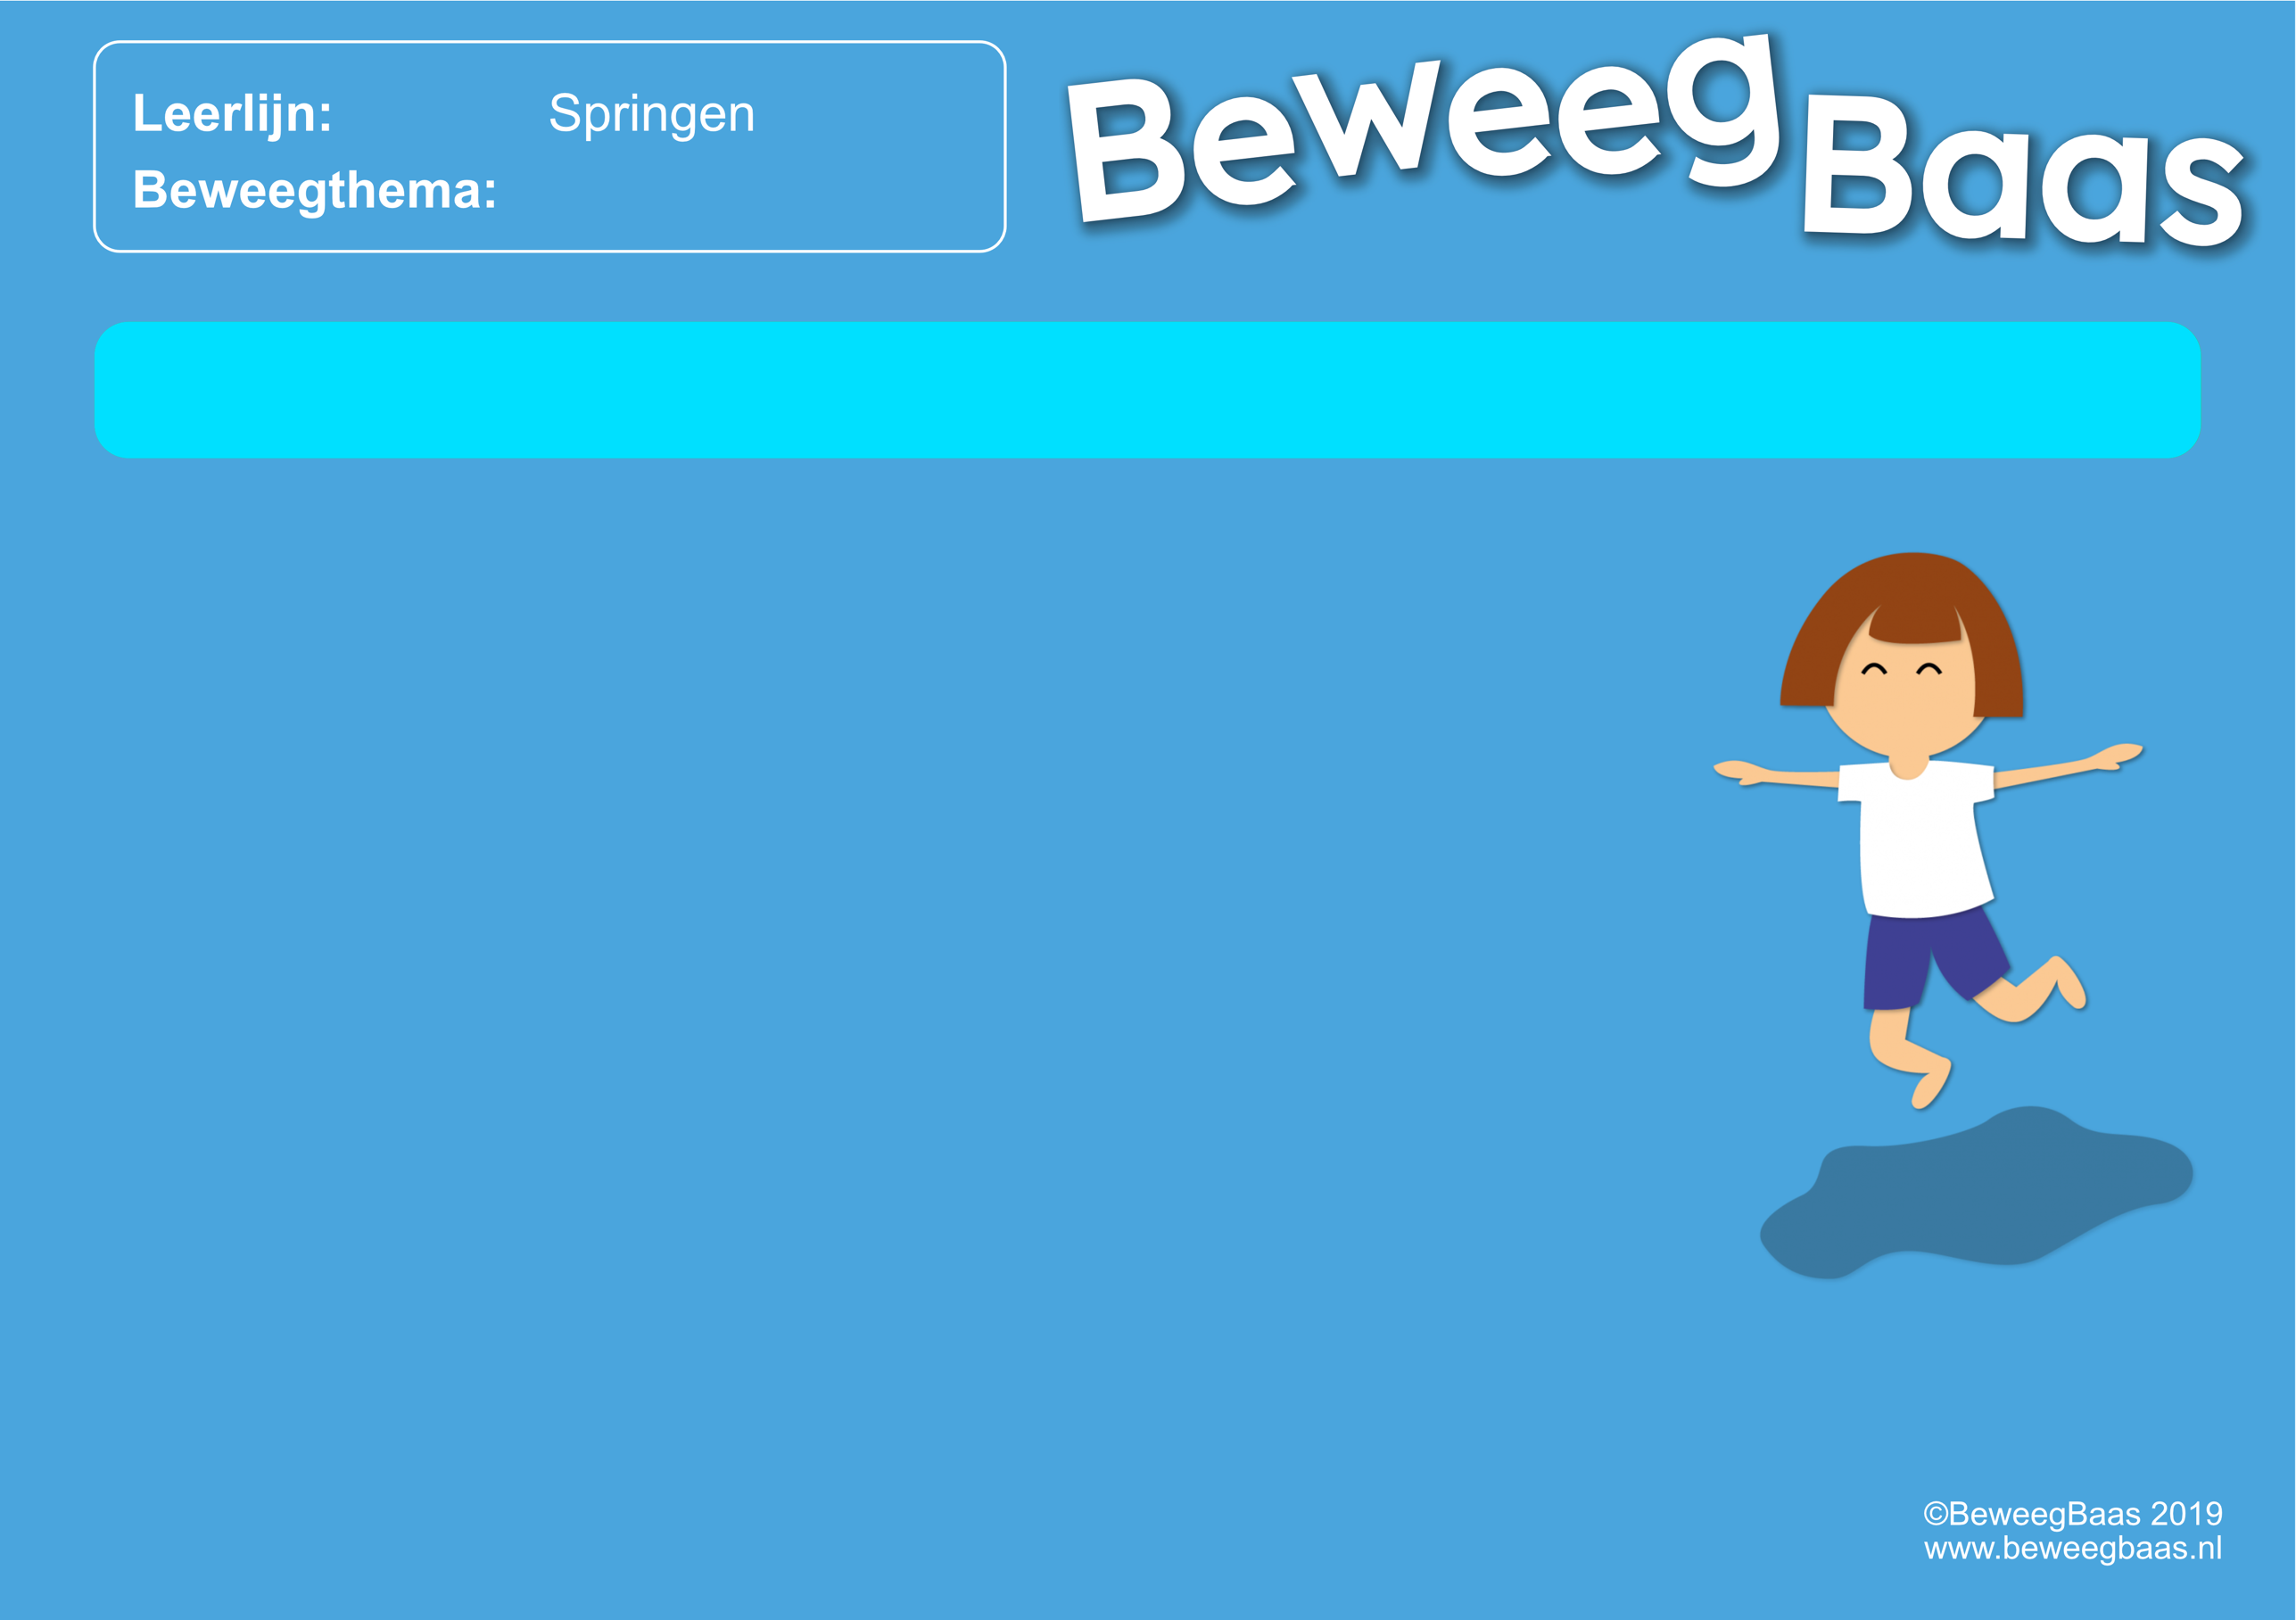 Leerlijn: Springen
Beweegthema:
BeweegBaas
©BeweegBaas 2019
www.beweegbaas.nl